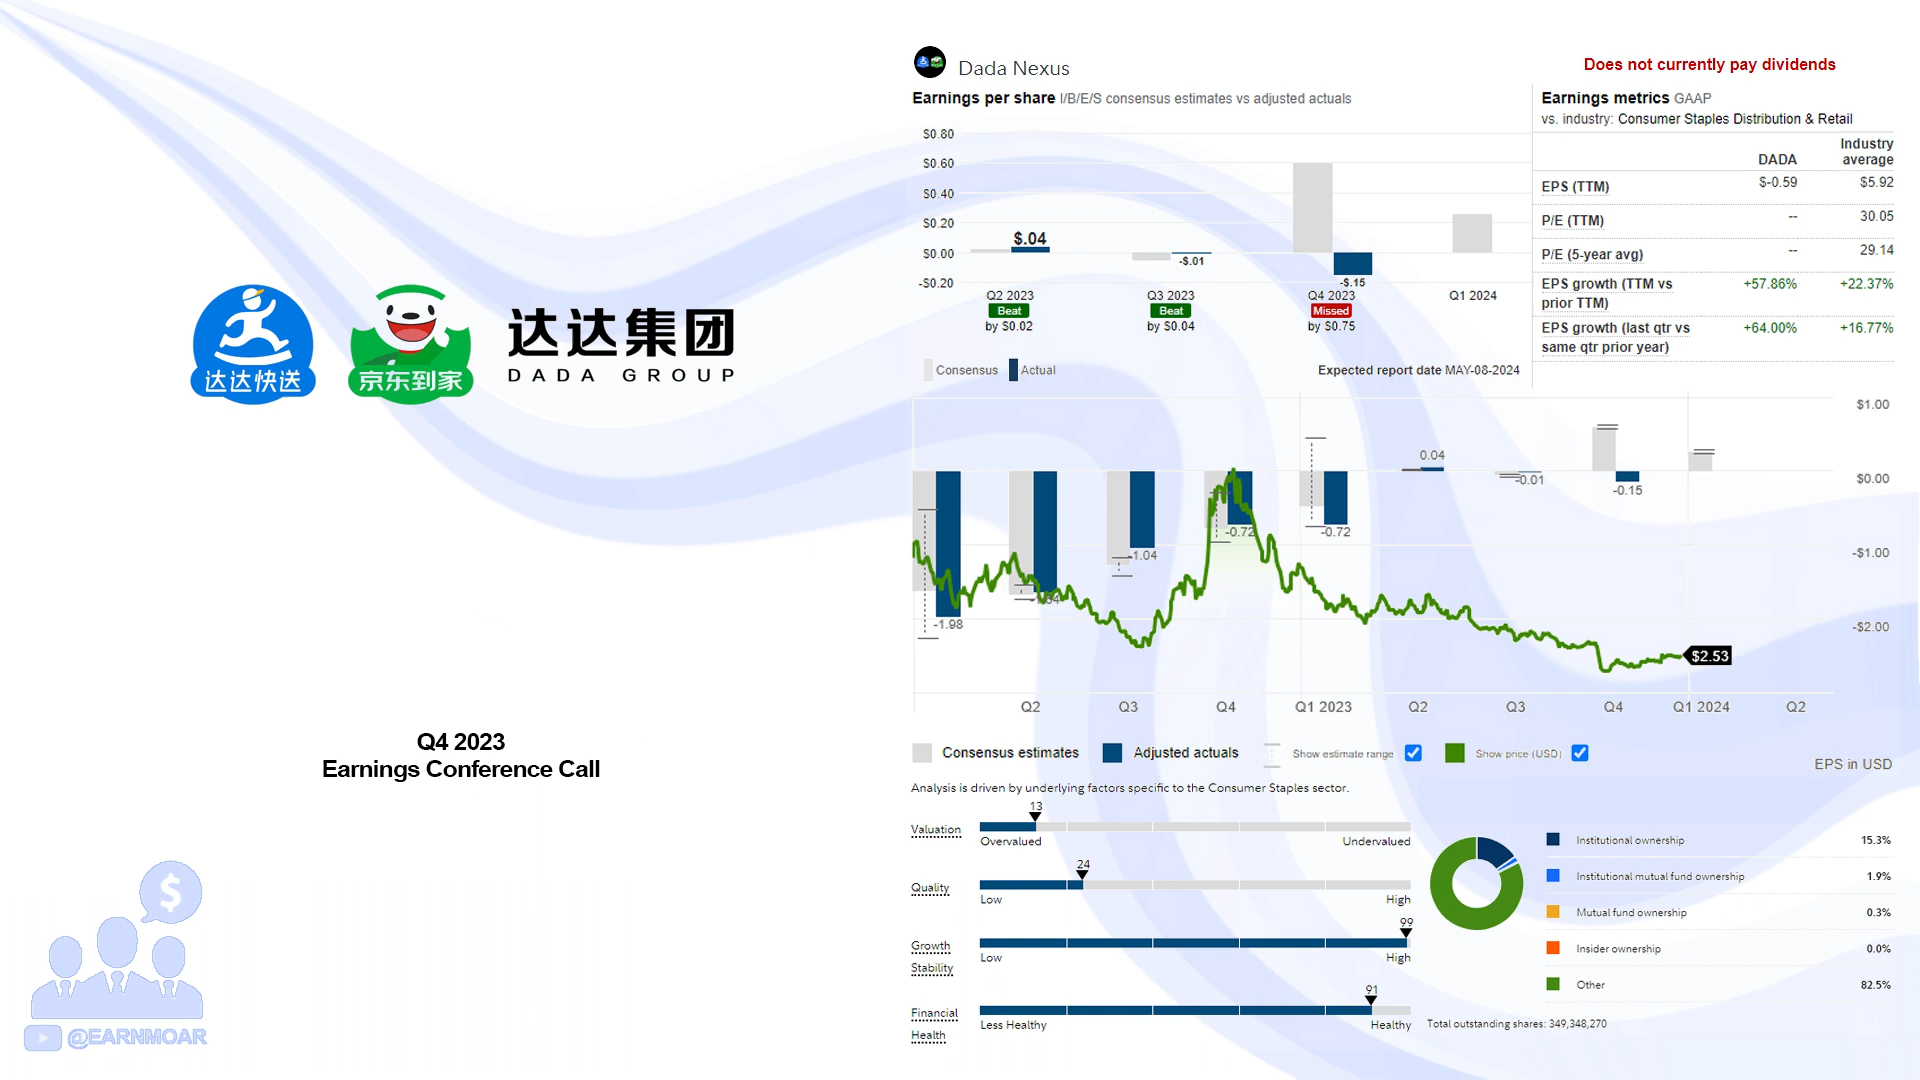 达达快送
京东到家
达达集团
DADA GROUP
Q4 2023
Earnings Conference Call
$
@EARNMOAR
Dada Nexus
Does not currently pay dividends
Earnings per share I/B/E/S consensus estimates vs adjusted actuals
$0.80
$0.60
$0.40
$0.20
$0.00
-$0.20
$.04
-$.01
-$.15
Q2 2023
Beat
by $0.02
Q3 2023
Beat
by $0.04
Q4 2023
Missed
by $0.75
Q1 2024
Consensus
Actual
Expected report date MAY-08-2024
Earnings metrics GAAP
vs. industry: Consumer Staples Distribution & Retail
DADA
Industry average
EPS (TTM) $-0.59 $5.92
P/E (TTM) -- 30.05
P/E (5-year avg) -- 29.14
EPS growth (TTM vs prior TTM) +57.86% +22.37%
EPS growth (last qtr vs same qtr prior year) +64.00% +16.77%
$1.00
$0.00
-$1.00
-$2.00
-1.98
-1.04
-0.72
-0.72
0.04
-0.01
-0.15
$2.53
Q2 Q3 Q4 Q1 2023 Q2 Q3 Q4 Q1 2024 Q2
Consensus estimates
Adjusted actuals
Show estimate range
Show price (USD)
EPS in USD
Analysis is driven by underlying factors specific to the Consumer Staples sector.
13
Valuation
Overvalued Undervalued
24
Quality
Low High
99
Growth Stability
Low High
91
Financial Health
Less Healthy Healthy
Institutional ownership 15.3%
Institutional mutual fund ownership 1.9%
Mutual fund ownership 0.3%
Insider ownership 0.0%
Other 82.5%
Total outstanding shares: 349,348,270